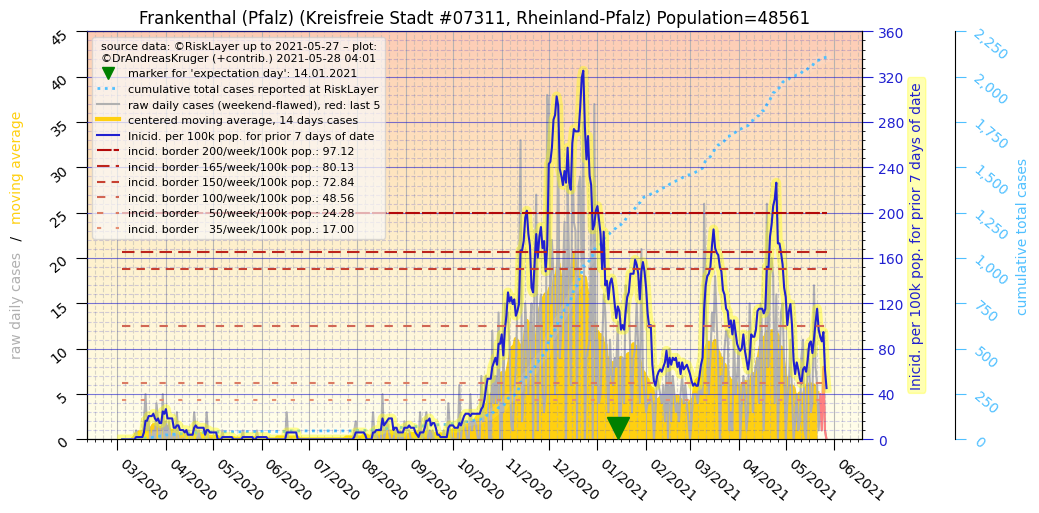 Frankenthal (Pfalz) (Kreisfreie Stadt #07311, Rheinland-Pfalz) Population=48561
source data: ©RiskLayer up to 2021-05-27 – plot:
©DrAndreasKruger (+contrib.) 2021-05-28 04:01
marker for 'expectation day': 14.01.2021
cumulative total cases reported at RiskLayer
raw daily cases (weekend-flawed), red: last 5
centered moving average, 14 days cases
Inicid. per 100k pop. for prior 7 days of date
incid. border 200/week/100k pop.: 97.12
incid. border 165/week/100k pop.: 80.13
incid. border 150/week/100k pop.: 72.84
incid. border 100/week/100k pop.: 48.56
incid. border 50/week/100k pop.: 24.28
incid. border 35/week/100k pop.: 17.00
raw daily cases / moving average
45
40
35
30
25
20
15
10
5
0
03/2020
04/2020
05/2020
06/2020
07/2020
08/2020
09/2020
10/2020
11/2020
12/2020
01/2021
02/2021
03/2021
04/2021
05/2021
06/2021
360
320
280
240
200
160
120
80
40
0
Inicid. per 100k pop. for prior 7 days of date
2,250
2,000
1,750
1,500
1,250
1,000
750
500
250
0
cumulative total cases